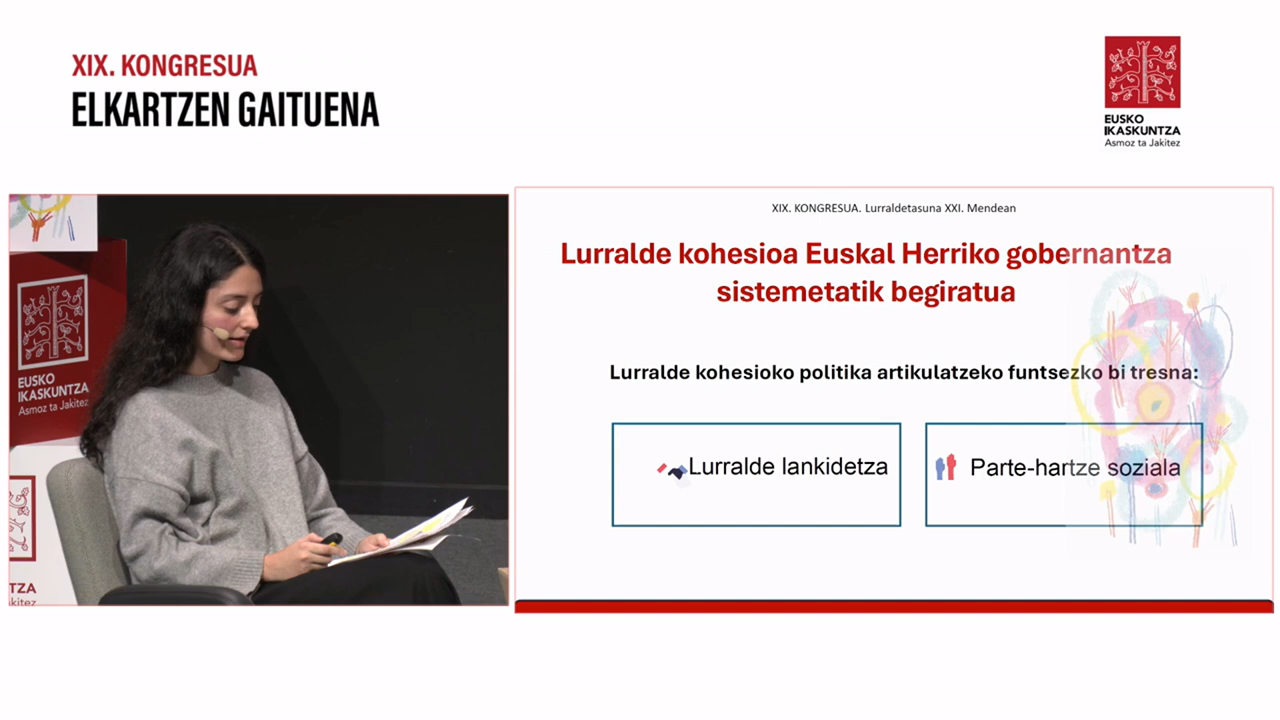 XIX. KONGRESUA
ELKARTZEN GAITUENA
EUSKO
IKASKUNTZA
Asmoz ta Jakitez
EUSKO
IKASKUNTZA
Asmoz ta Jakitez
TZA
kitez
XIX. KONGRESUA. Lurraldetasuna XXI. Mendean
Lurralde kohesioa Euskal Herriko gobernantza
sistemetatik begiratua
Lurralde kohesioko politika artikulatzeko funtsezko bi tresna:
Lurralde lankidetza
Parte-hartze soziala